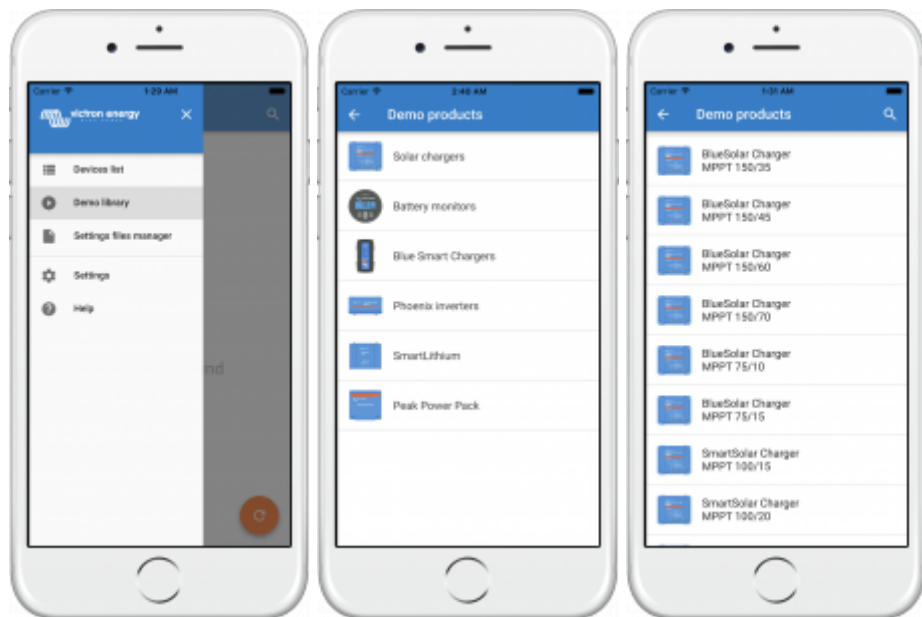 Carrier 1:29 AM
victron energy
Devices list
Demo library
Settings files manager
Settings
Help
nd
Carrier 2:48 AM
Demo products
Solar chargers
Battery monitors
Blue Smart Chargers
Phoenix inverters
SmartLithium
Peak Power Pack
Carrier 1:31 AM
Demo products
BlueSolar Charger
MPPT 150/35
BlueSolar Charger
MPPT 150/45
BlueSolar Charger
MPPT 150/60
BlueSolar Charger
MPPT 150/70
BlueSolar Charger
MPPT 75/10
BlueSolar Charger
MPPT 75/15
SmartSolar Charger
MPPT 100/15
SmartSolar Charger
MPPT 100/20